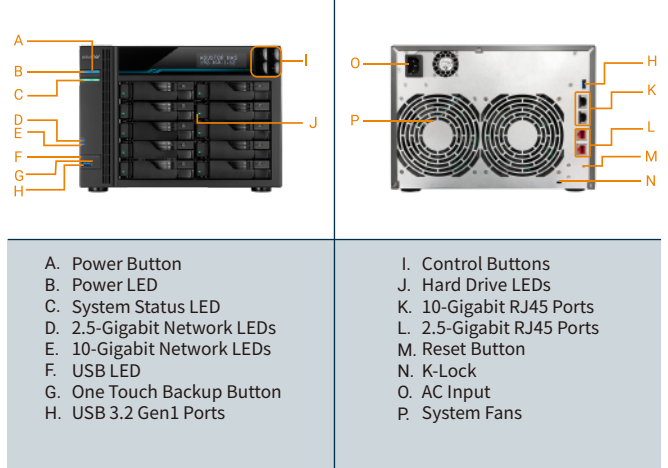 A
B
C
D
E
F
G
H
I
J
ASUSTOR NAS
O
P
H
K
L
M
N
A. Power Button
B. Power LED
C. System Status LED
D. 2.5-Gigabit Network LEDs
E. 10-Gigabit Network LEDs
F. USB LED
G. One Touch Backup Button
H. USB 3.2 Gen1 Ports
I. Control Buttons
J. Hard Drive LEDs
K. 10-Gigabit RJ45 Ports
L. 2.5-Gigabit RJ45 Ports
M. Reset Button
N. K-Lock
O. AC Input
P. System Fans